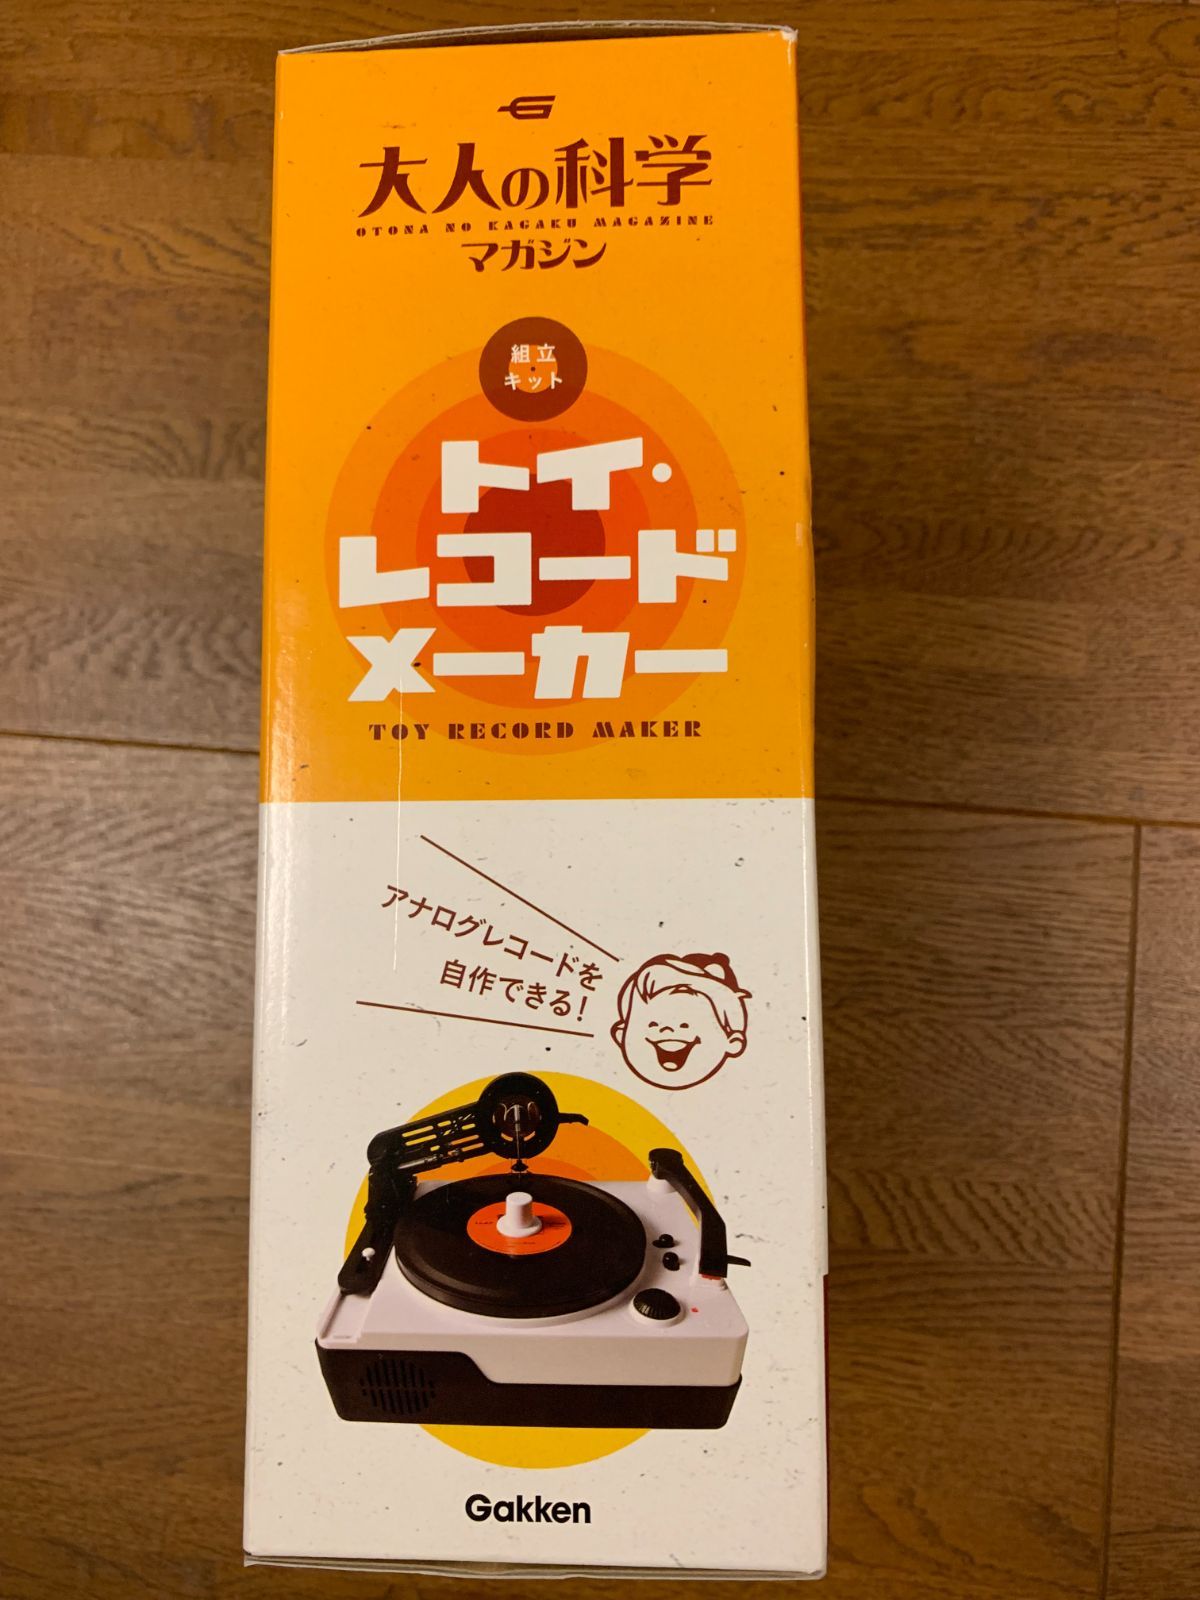 大人の科学
OTONA NO KAGAKU MAGAZINE
マガジン
組立
キット
トイ・
レコード
メーカー
TOY RECORD MAKER
アナログレコードを
自作できる!
Gakken